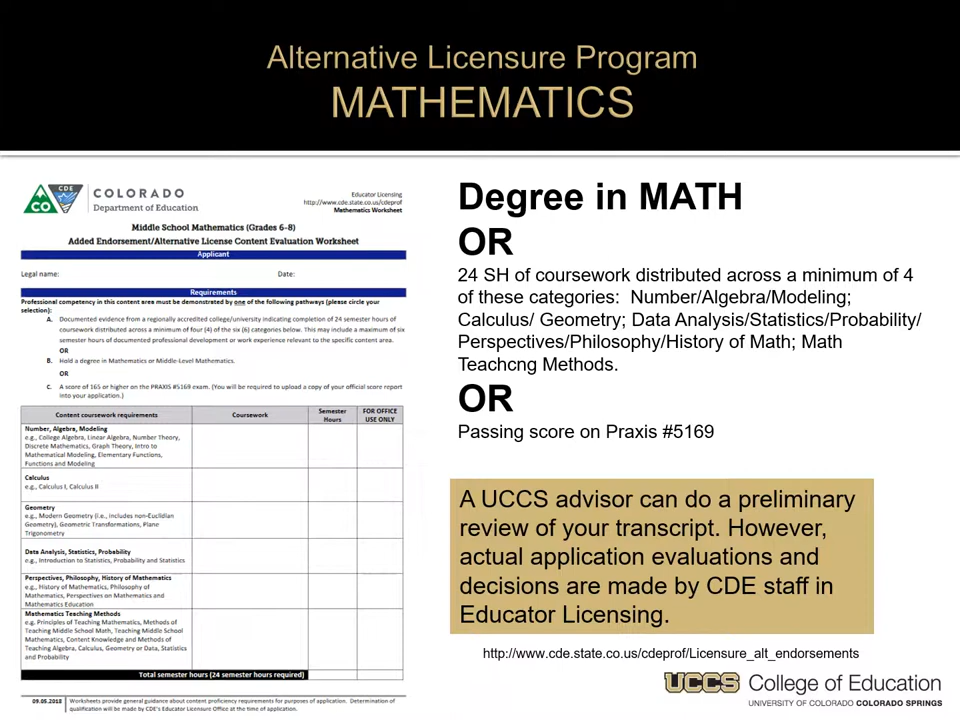 Alternative Licensure Program
MATHEMATICS
CDE
CO
COLORADO
Department of Education
Educator Licensing
http://www.cde.state.co.us/cdeprof
Mathematics Worksheet
Middle School Mathematics (Grades 6-8)
Added Endorsement/Alternative License Content Evaluation Worksheet
Applicant
Legal name: Date:
Requirements
Professional competency in this content area must be demonstrated by one of the following pathways (please circle your
selection):
A. Documented evidence from a regionally accredited college/university indicating completion of 24 semester hours of
coursework distributed across a minimum of four (4) of the six (6) categories below. This may include a maximum of six
semester hours of documented professional development or work experience relevant to the specific content area.
OR
B. Hold a degree in Mathematics or Middle-Level Mathematics.
OR
C. A score of 165 or higher on the PRAXIS #5169 exam. (You will be required to upload a copy of your official score report
into your application.)
Content coursework requirements Coursework Semester Hours FOR OFFICE USE ONLY
Number, Algebra, Modeling
e.g., College Algebra, Linear Algebra, Number Theory,
Discrete Mathematics, Graph Theory, Intro to
Mathematical Modeling, Elementary Functions,
Functions and Modeling
Calculus
e.g., Calculus I, Calculus II
Geometry
e.g., Modern Geometry (i.e., includes non-Euclidian
Geometry), Geometric Transformations, Plane
Trigonometry
Data Analysis, Statistics, Probability
e.g., Introduction to Statistics, Probability and Statistics
Perspectives, Philosophy, History of Mathematics
e.g., History of Mathematics, Philosophy of
Mathematics, Perspectives on Mathematics and
Mathematics Education
Mathematics Teaching Methods
e.g. Principles of Teaching Mathematics, Methods of
Teaching Middle School Math, Teaching Middle School
Mathematics, Content Knowledge and Methods of
Teaching Algebra, Calculus, Geometry or Data, Statistics
and Probability
Total semester hours (24 semester hours required)
09.05.2018 Worksheets provide general guidance about content proficiency requirements for purposes of application. Determination of
qualification will be made by CDE's Educator Licensure Office at the time of application.
Degree in MATH
OR
24 SH of coursework distributed across a minimum of 4
of these categories: Number/Algebra/Modeling;
Calculus/ Geometry; Data Analysis/Statistics/Probability/
Perspectives/Philosophy/History of Math; Math
Teachcng Methods.
OR
Passing score on Praxis #5169
A UCCS advisor can do a preliminary
review of your transcript. However,
actual application evaluations and
decisions are made by CDE staff in
Educator Licensing.
http://www.cde.state.co.us/cdeprof/Licensure_alt_endorsements
UCCS College of Education
UNIVERSITY OF COLORADO COLORADO SPRINGS